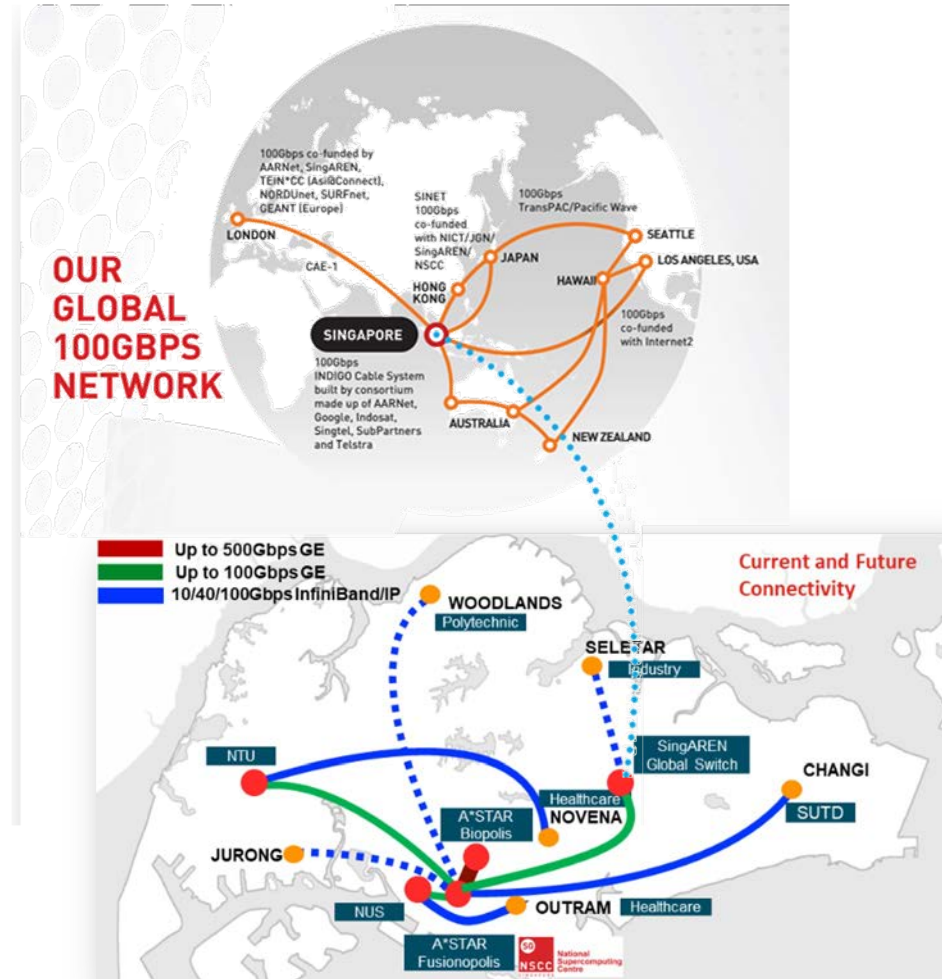 OUR
GLOBAL
100GBPS
NETWORK
100Gbps co-funded by
AARNet, SingAREN,
TEIN*CC (Asi@Connect),
NORDUnet, SURFnet,
GEANT (Europe)
LONDON
CAE-1
SINET
100Gbps
co-funded
with NICT/JGN/
SingAREN/
NSCC
100Gbps
TransPAC/Pacific Wave
SEATTLE
LOS ANGELES, USA
JAPAN
HAWAII
HONG
KONG
100Gbps
co-funded
with Internet2
SINGAPORE
100Gbps
INDIGO Cable System
built by consortium
made up of AARNet,
Google, Indosat,
Singtel, SubPartners
and Telstra
AUSTRALIA
NEW ZEALAND
Up to 500Gbps GE
Up to 100Gbps GE
10/40/100Gbps InfiniBand/IP
Current and Future
Connectivity
WOODLANDS
Polytechnic
SELETAR
Industry
NTU
SingAREN
Global Switch
CHANGI
SUTD
Healthcare
NOVENA
A*STAR
Biopolis
JURONG
NUS
OUTRAM
Healthcare
A*STAR
Fusionopolis
SG
NSCC
National
Supercomputing
Centre